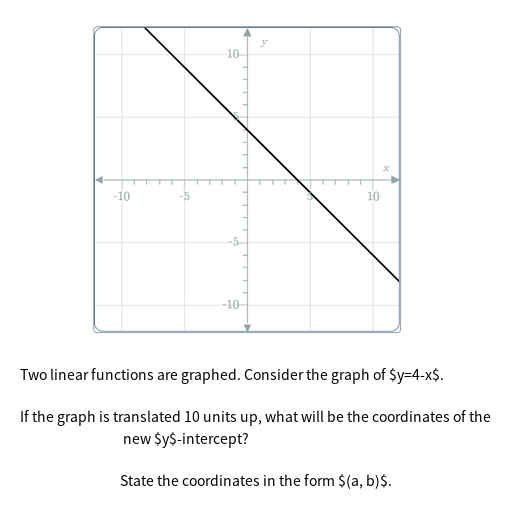 y
10
5
x
-10
-5
5
10
-5
-10
Two linear functions are graphed. Consider the graph of $y=4-x$.
If the graph is translated 10 units up, what will be the coordinates of the
new $y$-intercept?
State the coordinates in the form $(a, b)$.